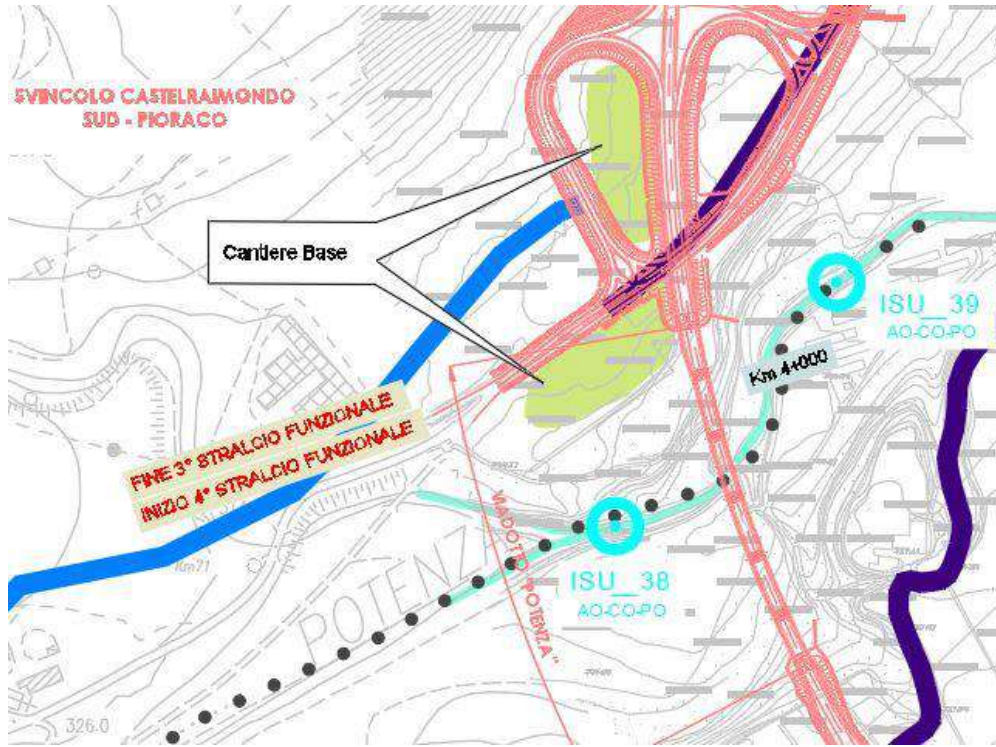 SVINCOLO CASTELRAIMONDO
SUD - PIORACO
Cantiere Base
ISU_39
AO-CO-PO
Km 4+000
FINE 3° STRALCIO FUNZIONALE
INIZIO 4° STRALCIO FUNZIONALE
VIADOTTO "POTENZA"
ISU_38
AO-CO-PO
Km71
POTENZ
326.0